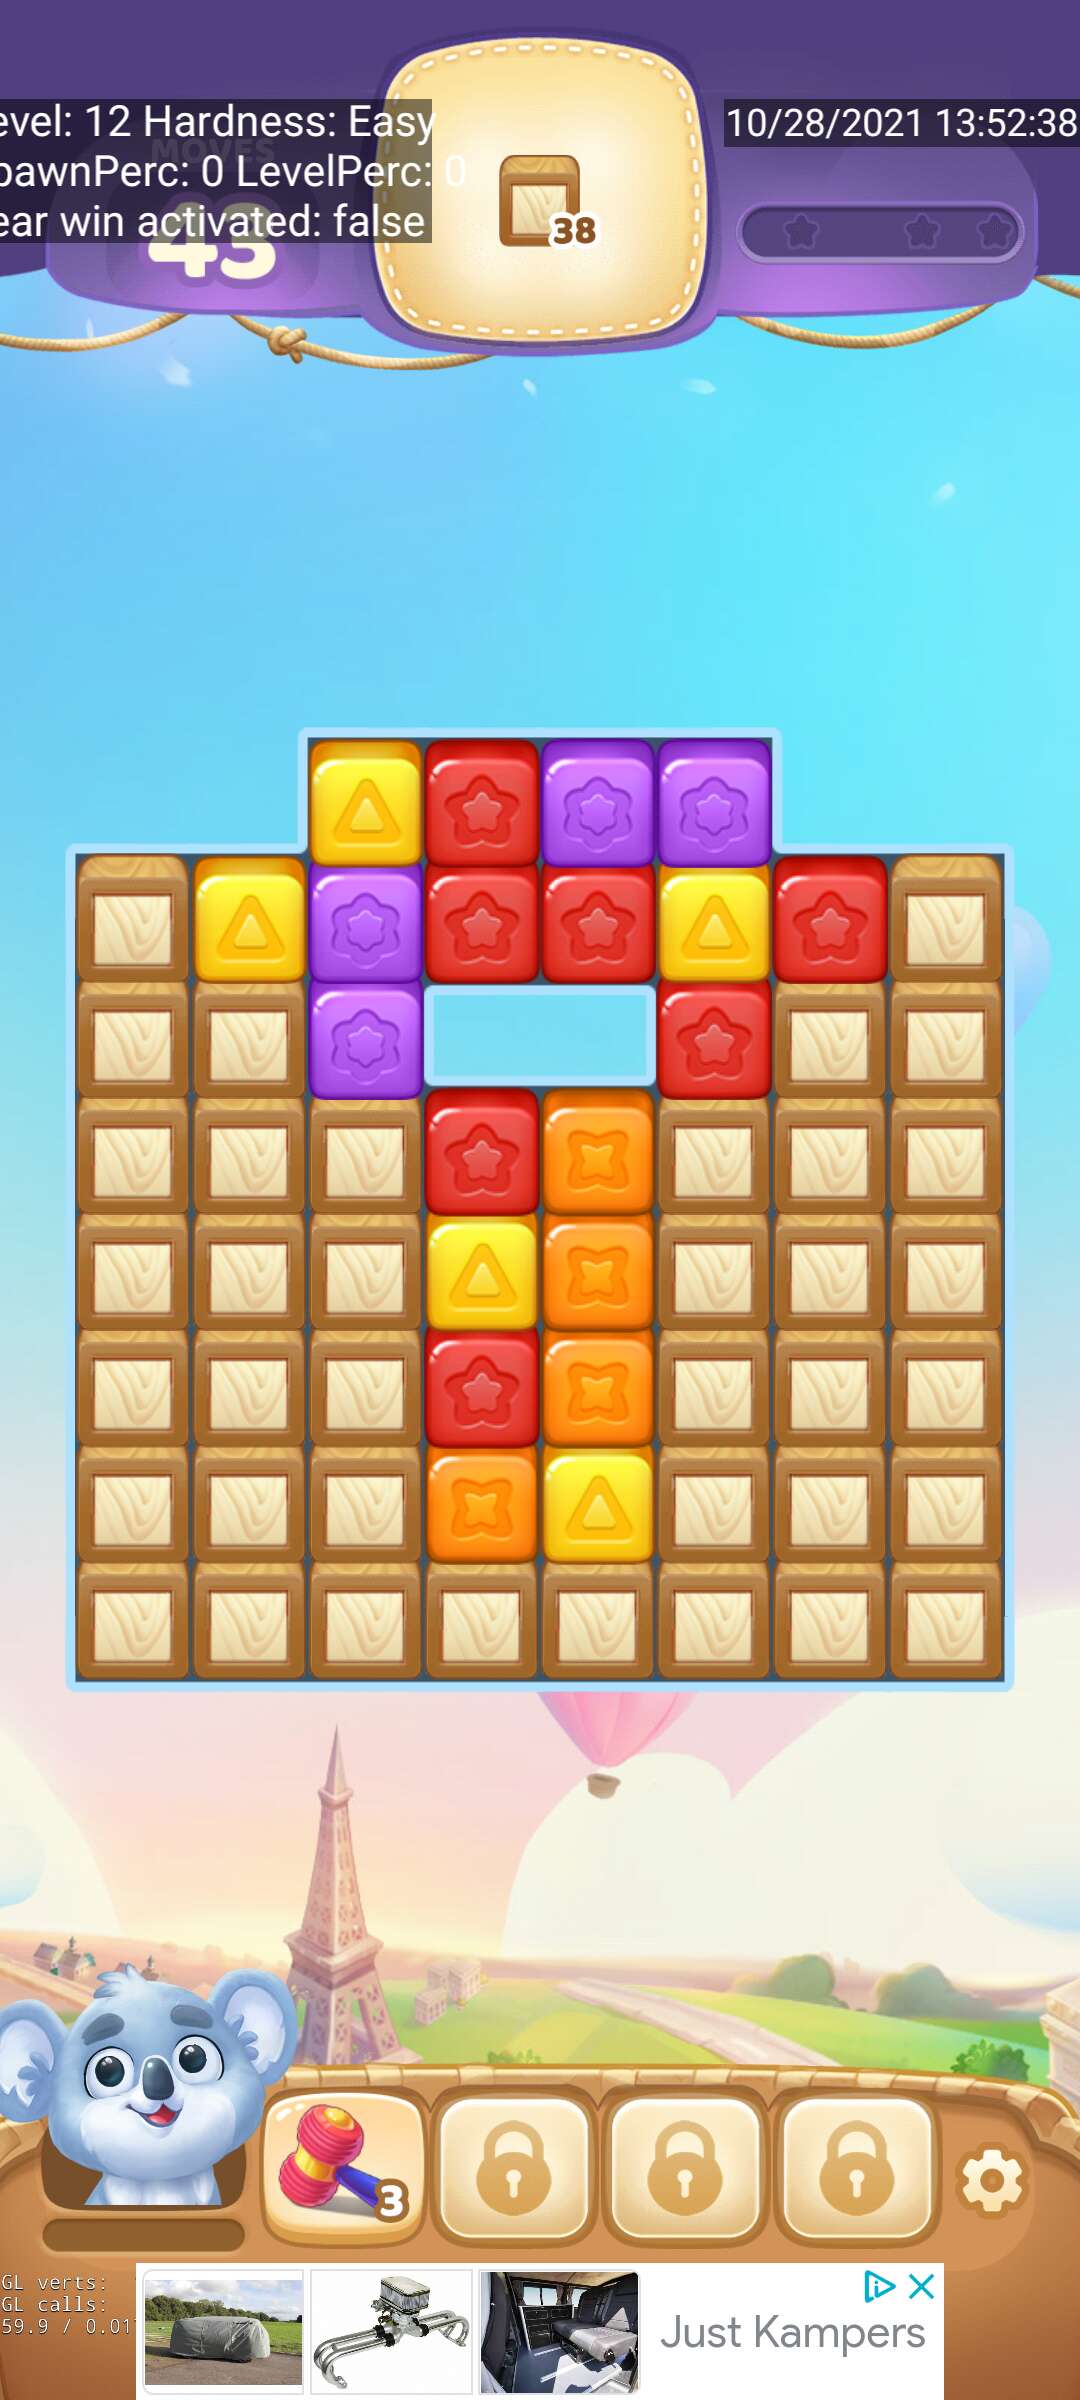 evel: 12 Hardness: Easy
10/28/2021 13:52:38
MOVES
pawnPerc: 0 LevelPerc: 0
ear win activated: false
43
38
3
GL verts:
GL calls:
59.9 / 0.01
Just Kampers